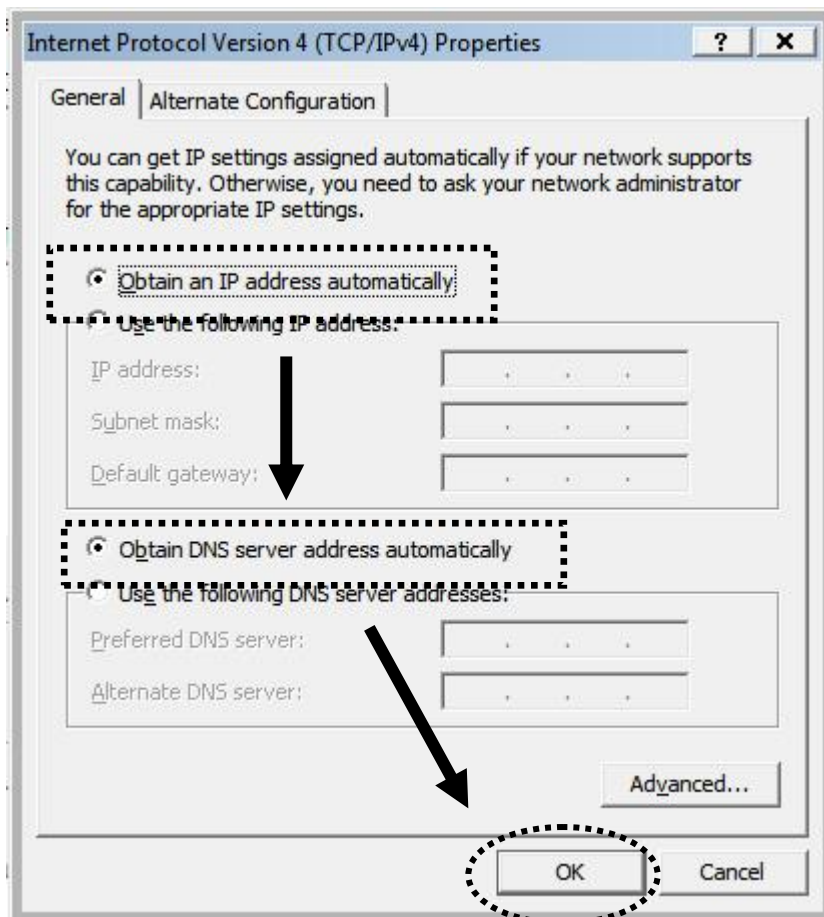 Internet Protocol Version 4 (TCP/IPv4) Properties
?
General
Alternate Configuration
You can get IP settings assigned automatically if your network supports
this capability. Otherwise, you need to ask your network administrator
for the appropriate IP settings.
Obtain an IP address automatically
Use the following IP address:
IP address:
Subnet mask:
Default gateway:
Obtain DNS server address automatically
Use the following DNS server addresses:
Preferred DNS server:
Alternate DNS server:
Advanced...
OK
Cancel